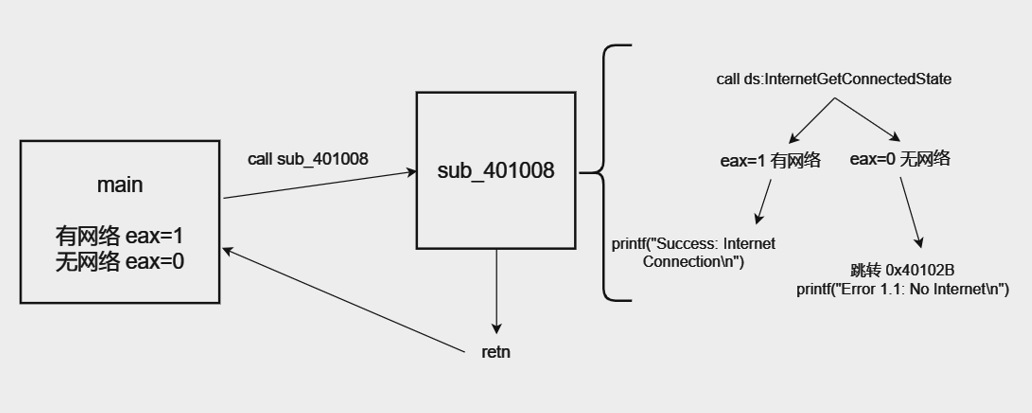 main
有网络 eax=1
无网络 eax=0
call sub_401008
sub_401008
retn
call ds:InternetGetConnectedState
eax=1 有网络
eax=0 无网络
printf("Success: Internet
Connection\n")
跳转 0x40102B
printf("Error 1.1: No Internet\n")